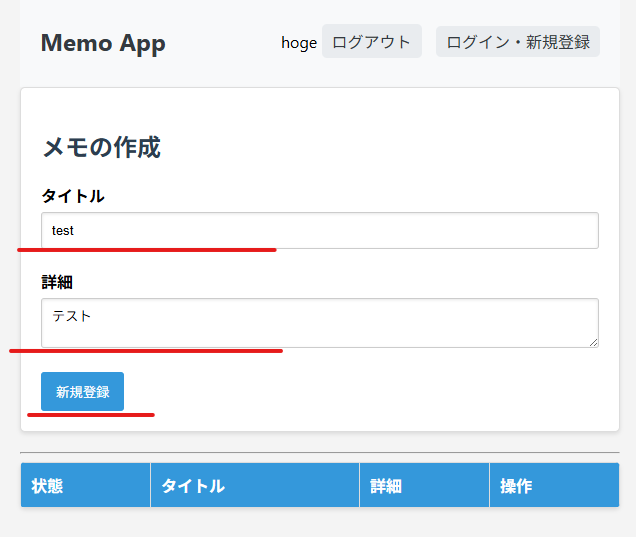 Memo App hoge ログアウト ログイン・新規登録
メモの作成
タイトル
test
詳細
テスト
新規登録
状態 タイトル 詳細 操作